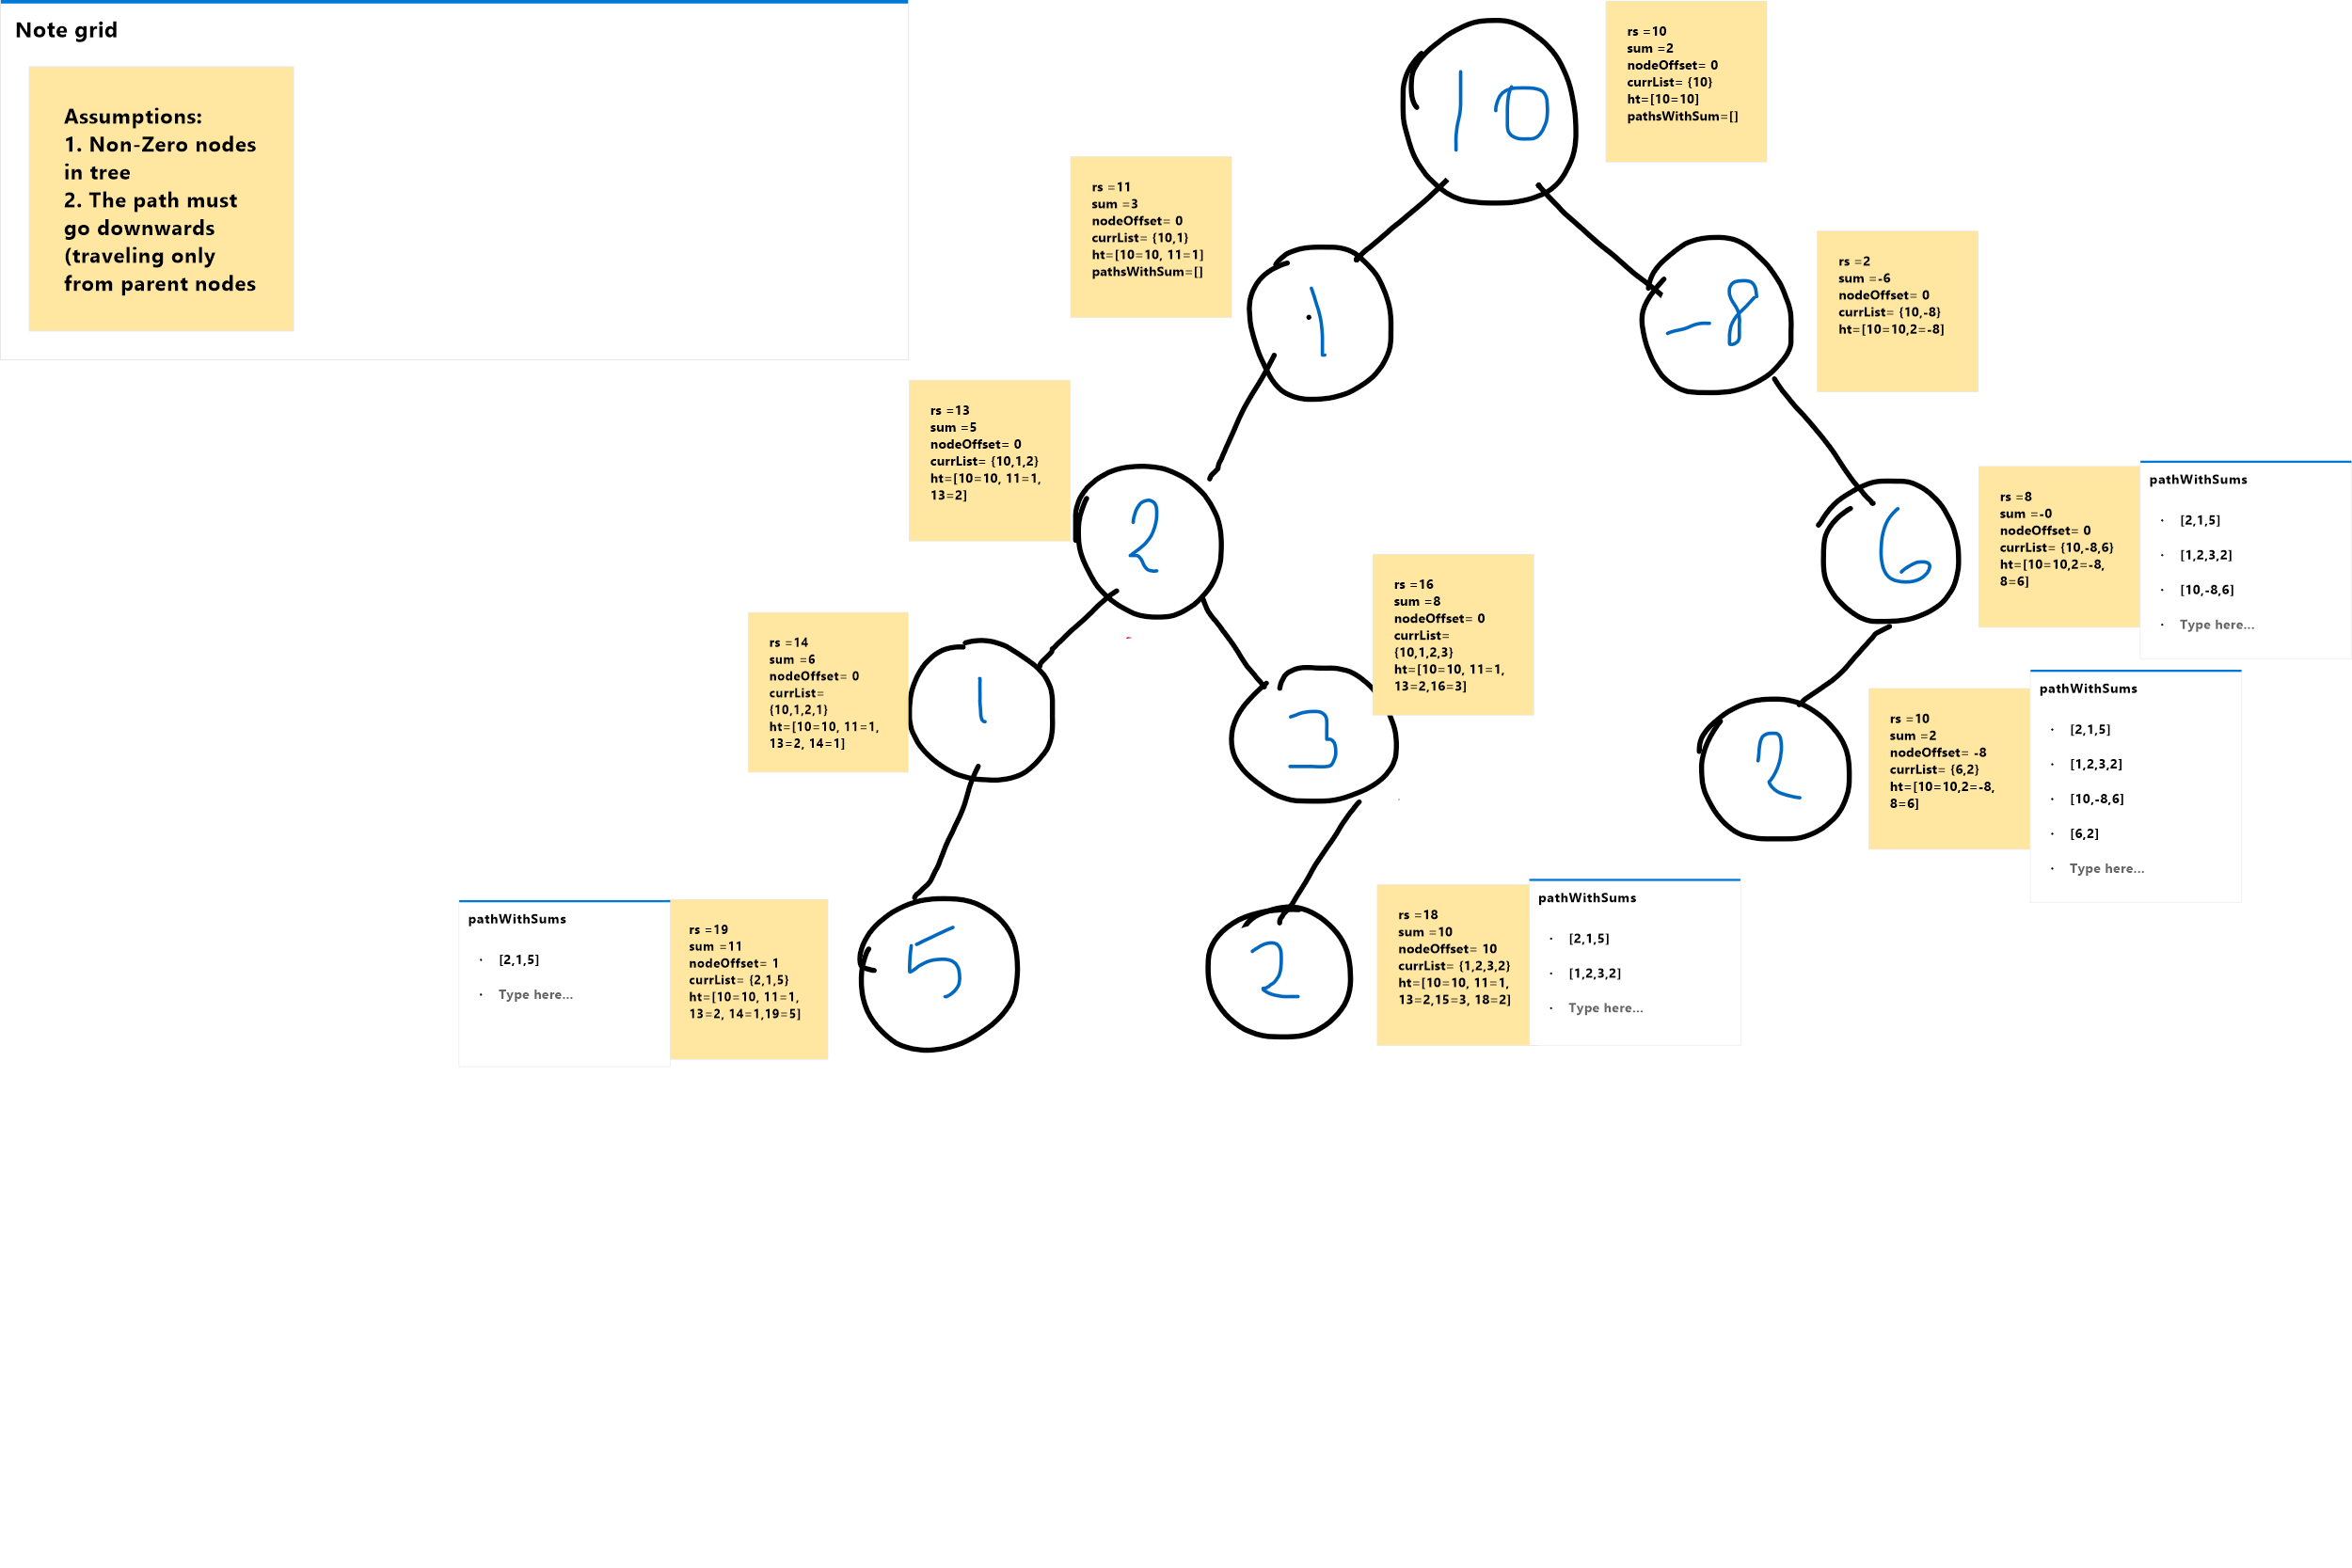 Note grid
Assumptions:
1. Non-Zero nodes
in tree
2. The path must
go downwards
(traveling only
from parent nodes
10
rs =10
sum =2
nodeOffset= 0
currList= {10}
ht=[10=10]
pathsWithSum=[]
rs =11
sum =3
nodeOffset= 0
currList= {10,1}
ht=[10=10, 11=1]
pathsWithSum=[]
1
-8
rs =2
sum =-6
nodeOffset= 0
currList= {10,-8}
ht=[10=10,2=-8]
rs =13
sum =5
nodeOffset= 0
currList= {10,1,2}
ht=[10=10, 11=1,
13=2]
2
6
rs =8
sum =-0
nodeOffset= 0
currList= {10,-8,6}
ht=[10=10,2=-8,
8=6]
pathWithSums
· [2,1,5]
· [1,2,3,2]
· [10,-8,6]
· Type here...
rs =14
sum =6
nodeOffset= 0
currList=
{10,1,2,1}
ht=[10=10, 11=1,
13=2, 14=1]
1
3
rs =16
sum =8
nodeOffset= 0
currList=
{10,1,2,3}
ht=[10=10, 11=1,
13=2,16=3]
2
rs =10
sum =2
nodeOffset= -8
currList= {6,2}
ht=[10=10,2=-8,
8=6]
pathWithSums
· [2,1,5]
· [1,2,3,2]
· [10,-8,6]
· [6,2]
· Type here...
pathWithSums
· [2,1,5]
· Type here...
rs =19
sum =11
nodeOffset= 1
currList= {2,1,5}
ht=[10=10, 11=1,
13=2, 14=1,19=5]
5
2
rs =18
sum =10
nodeOffset= 10
currList= {1,2,3,2}
ht=[10=10, 11=1,
13=2,15=3, 18=2]
pathWithSums
· [2,1,5]
· [1,2,3,2]
· Type here...